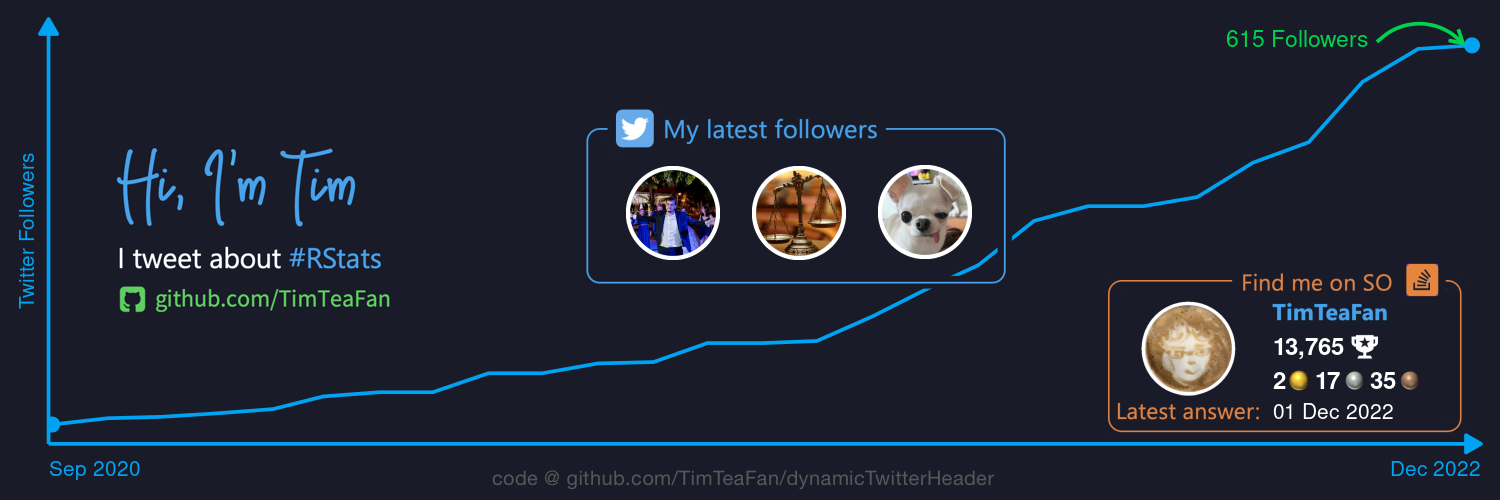 615 Followers
My latest followers
Twitter Followers
Hi, I'm Tim
I tweet about #RStats
github.com/TimTeaFan
Find me on SO
TimTeaFan
13,765
2 17 35
Latest answer: 01 Dec 2022
Sep 2020
Dec 2022
code @ github.com/TimTeaFan/dynamicTwitterHeader